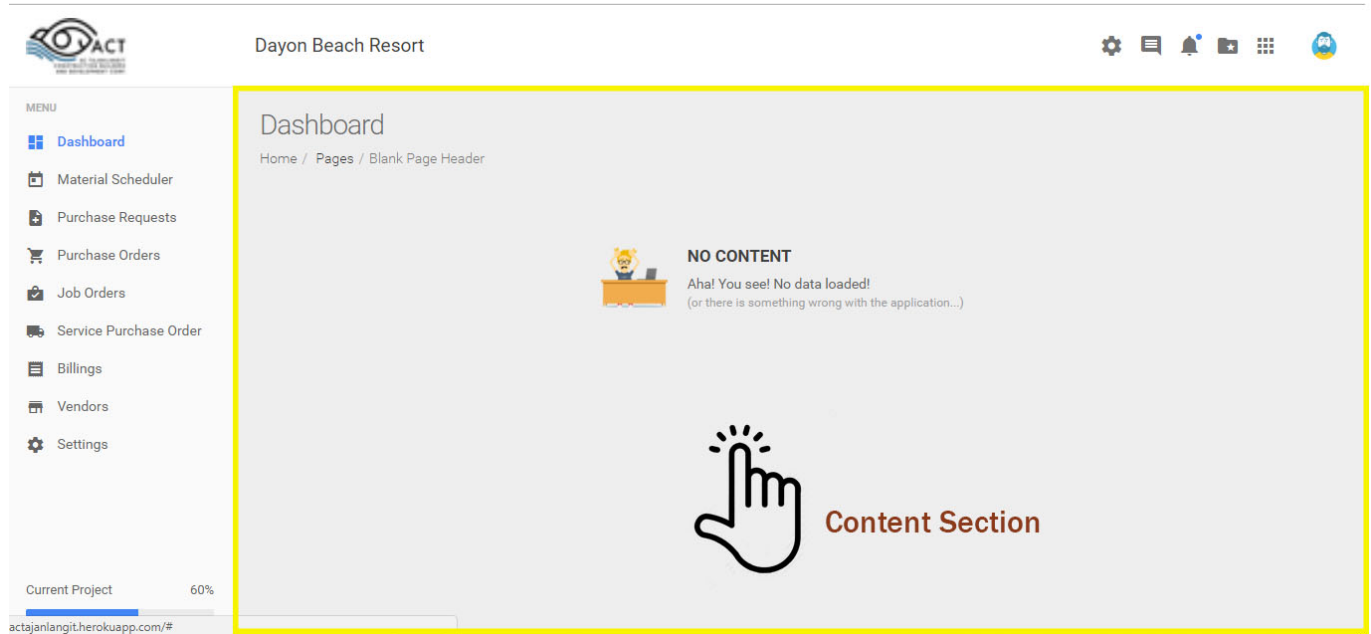 ACT
Dayon Beach Resort
MENU
Dashboard
Material Scheduler
Purchase Requests
Purchase Orders
Job Orders
Service Purchase Order
Billings
Vendors
Settings
Current Project 60%
actajanlangit.herokuapp.com/#
Dashboard
Home / Pages / Blank Page Header
NO CONTENT
Aha! You see! No data loaded!
(or there is something wrong with the application...)
Content Section